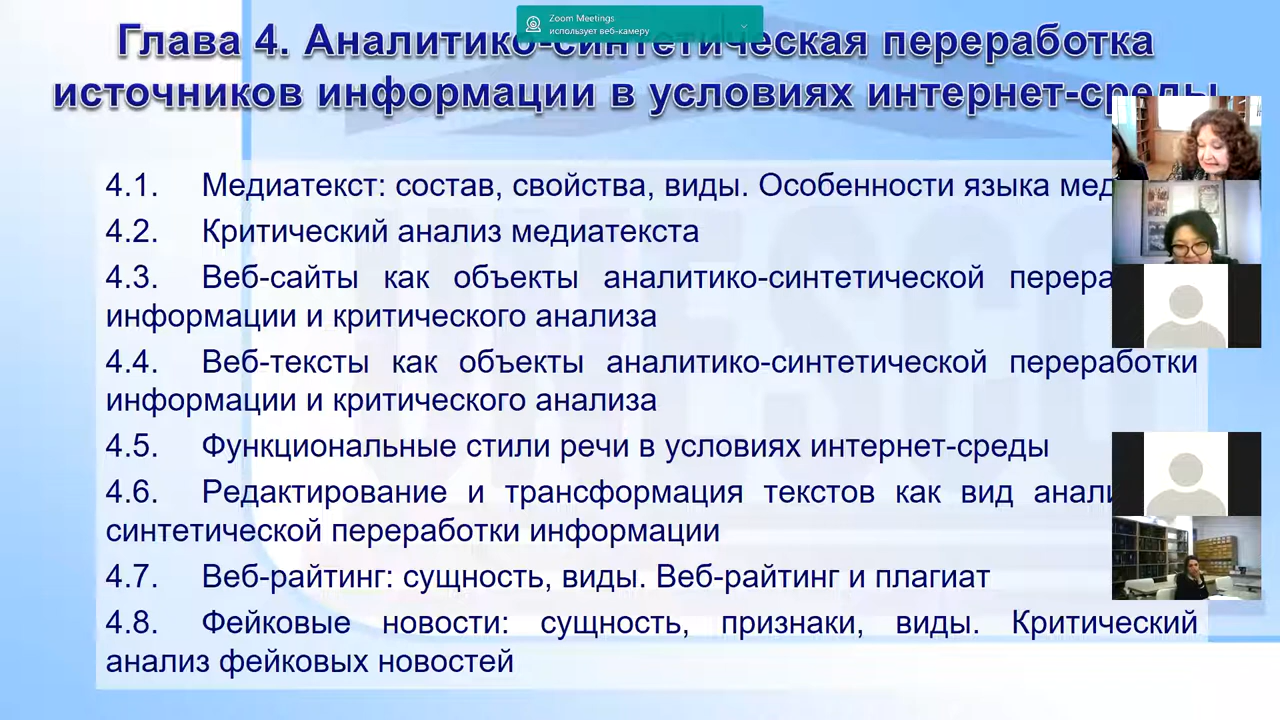 Zoom Meetings
использует веб-камеру
Глава 4. Аналитико-синтетическая переработка
источников информации в условиях интернет-среды
4.1. Медиатекст: состав, свойства, виды. Особенности языка
4.2. Критический анализ медиатекста
4.3. Веб-сайты как объекты аналитико-синтетической
информации и критического анализа
4.4. Веб-тексты как объекты аналитико-синтетической переработки
информации и критического анализа
4.5. Функциональные стили речи в условиях интернет-среды
4.6. Редактирование и трансформация текстов как вид
синтетической переработки информации
4.7. Веб-райтинг: сущность, виды. Веб-райтинг и плагиат
4.8. Фейковые новости: сущность, признаки, виды. Критический
анализ фейковых новостей